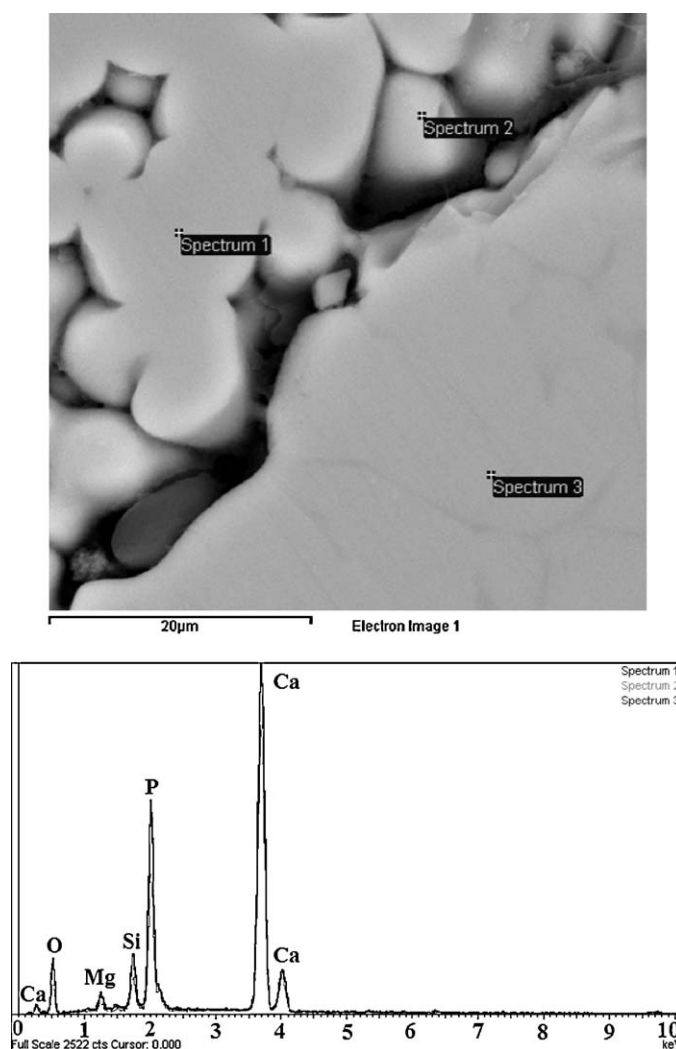 Spectrum 2
Spectrum 1
Spectrum 3
20µm Electron Image 1
Ca
Spectrum 1
Spectrum 2
Spectrum 3
P
O
Si
Mg
Ca
Ca
0 1 2 3 4 5 6 7 8 9 10
Full Scale 2522 cts Cursor: 0.000 keV